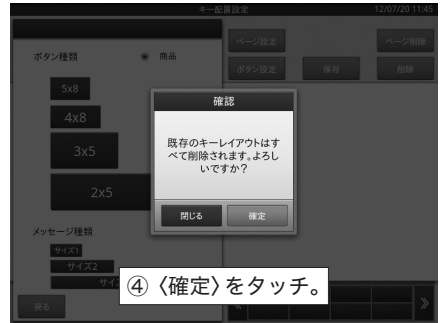 キー配置設定 12/07/20 11:45
ページ設定 ページ削除
ボタン種類 商品
ボタン設定 保存 削除
5x8
4x8
3x5
2x5
確認
既存のキーレイアウトはす
べて削除されます。よろし
いですか？
閉じる 確定
メッセージ種類
サイズ1
サイズ2
サイズ
④〈確定〉をタッチ。
戻る